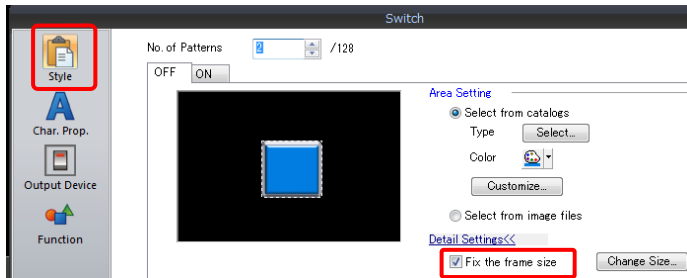 Switch
No. of Patterns 2 /128
Style
OFF ON
Area Setting
Select from catalogs
Type Select...
Char. Prop.
Color
Output Device
Customize...
Select from image files
Function
Detail Settings<<
Fix the frame size Change Size...